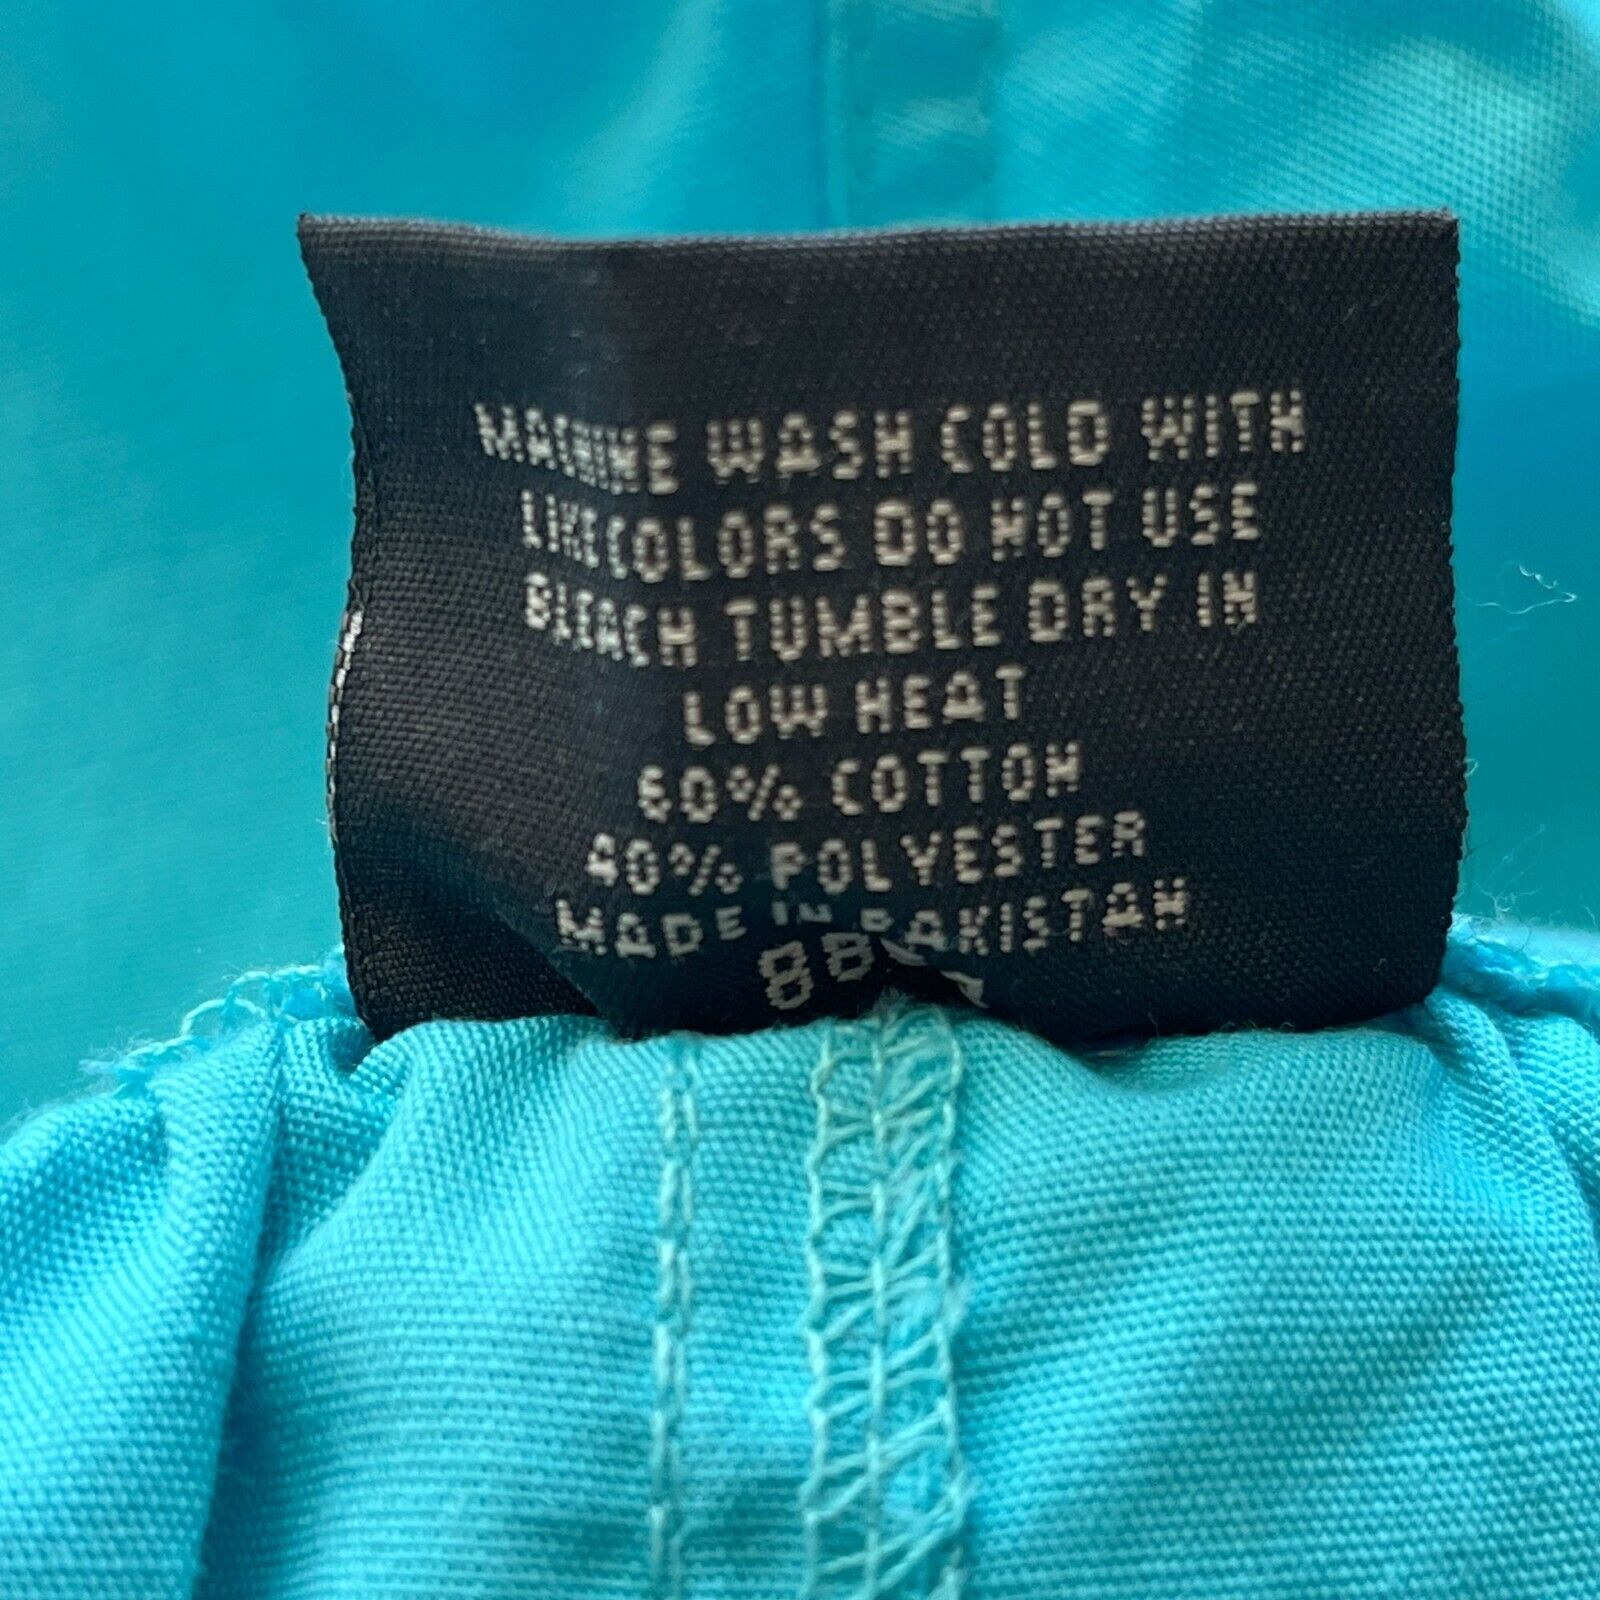 MACHINE WASH COLD WITH
LIKE COLORS DO NOT USE
BLEACH TUMBLE DRY IN
LOW HEAT
60% COTTON
40% POLYESTER
MADE IN PAKISTAN